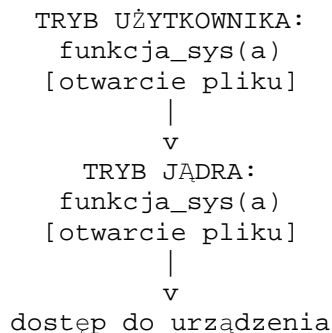 TRYB UŻYTKOWNIKA:
funkcja_sys(a)
[otwarcie pliku]
|
v
TRYB JĄDRA:
funkcja_sys(a)
[otwarcie pliku]
|
v
dostęp do urządzenia